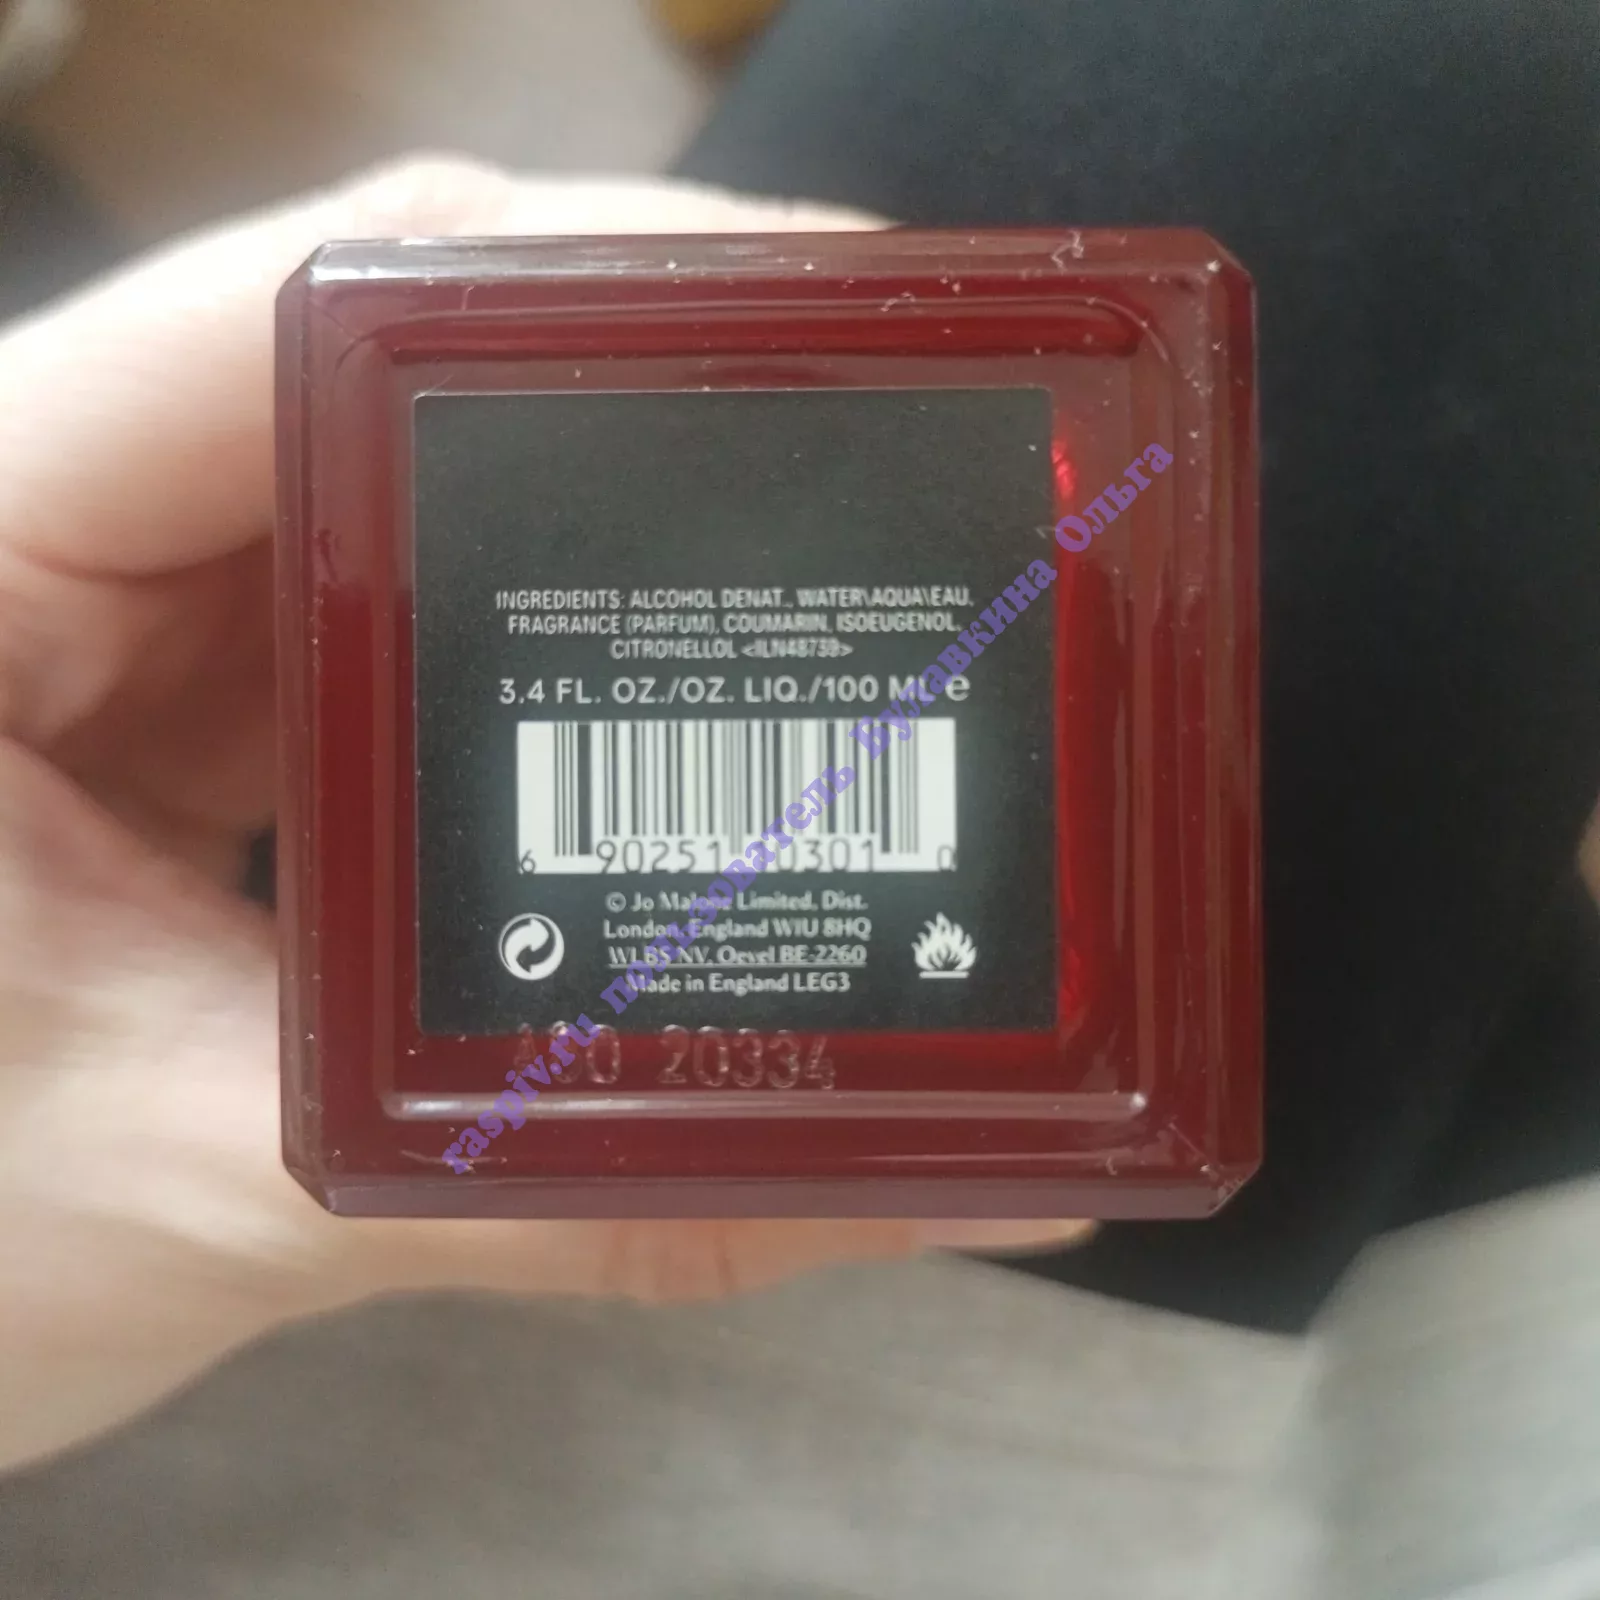 INGREDIENTS: ALCOHOL DENAT., WATER\AQUA\EAU,
FRAGRANCE (PARFUM), COUMARIN, ISOEUGENOL,
CITRONELLOL <ILN48739>
3.4 FL. OZ./OZ. LIQ./100 ML e
6 90251 10301 0
© Jo Malone Limited, Dist.
London, England W1U 8HQ
WLBS NV, Oevel BE-2260
Made in England LEG3
20334
raspiv.ru пользователь Булавкина Ольга